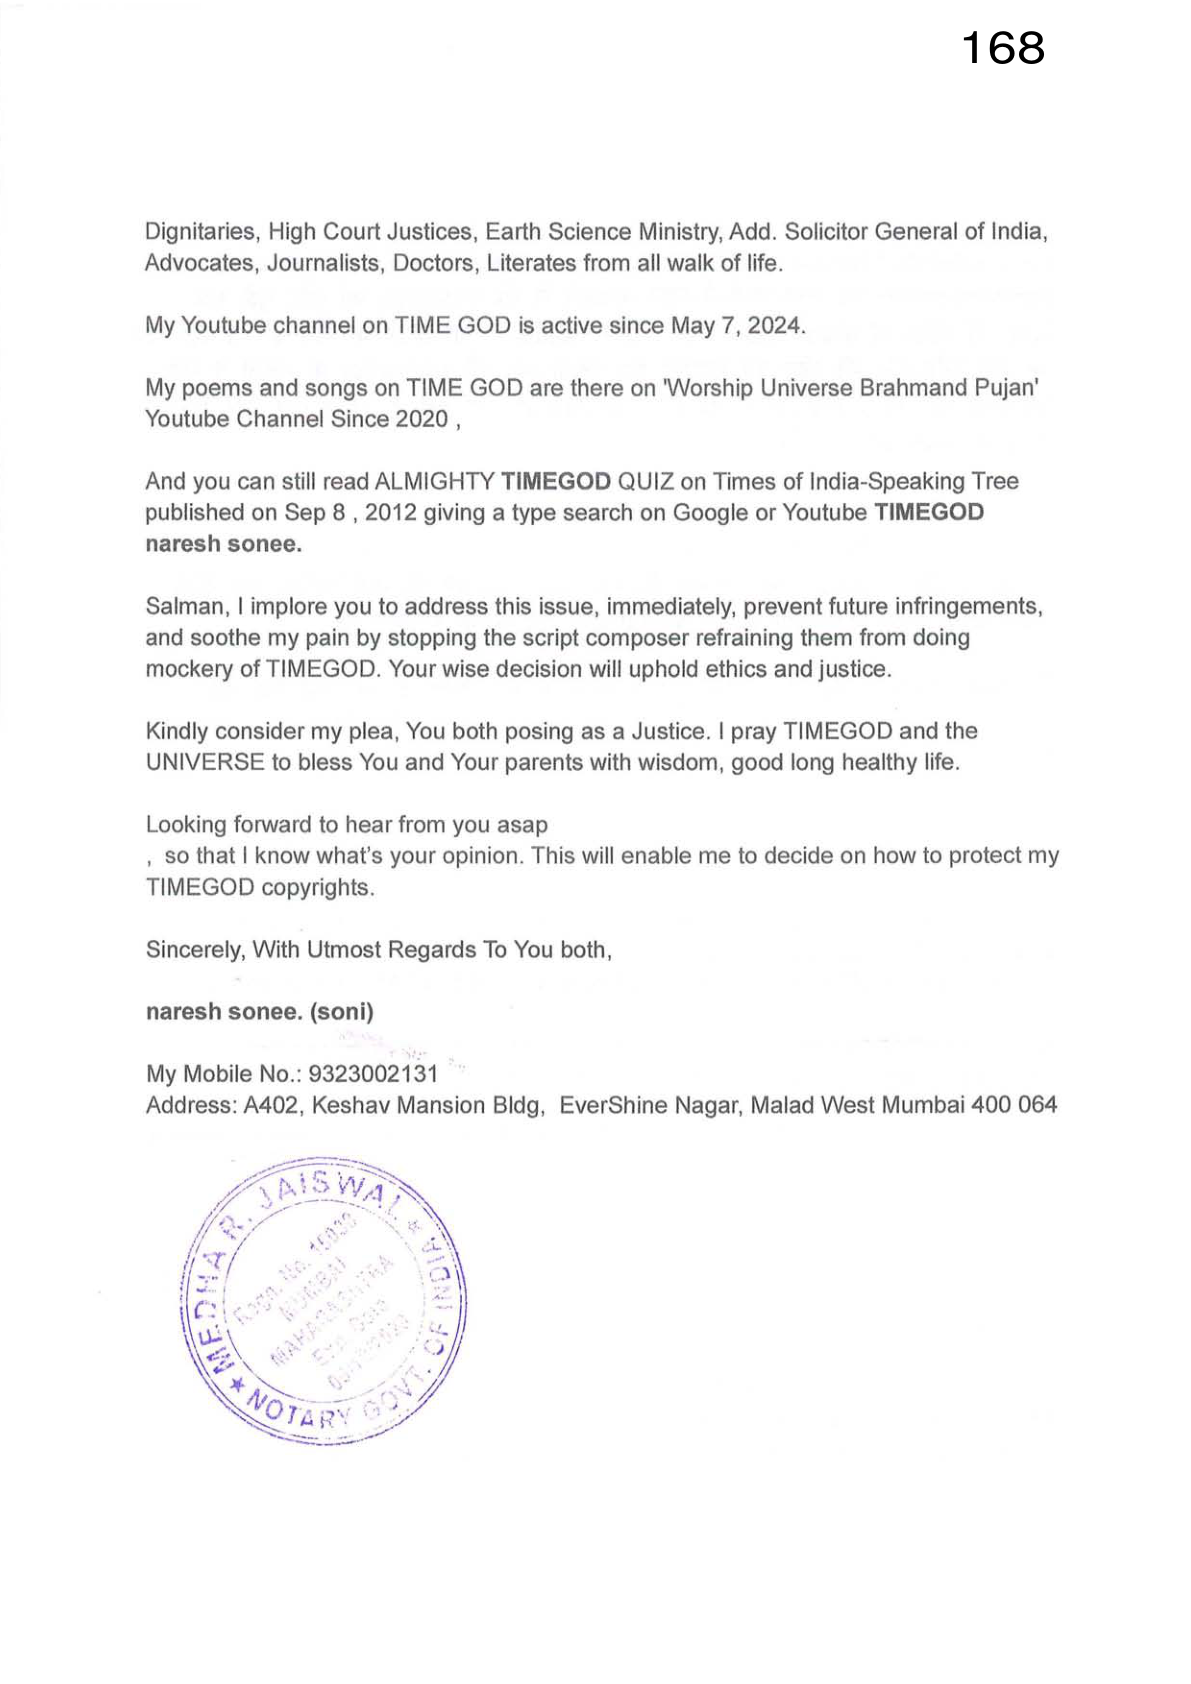 168
Dignitaries, High Court Justices, Earth Science Ministry, Add. Solicitor General of India,
Advocates, Journalists, Doctors, Literates from all walk of life.
My Youtube channel on TIME GOD is active since May 7, 2024.
My poems and songs on TIME GOD are there on 'Worship Universe Brahmand Pujan'
Youtube Channel Since 2020 ,
And you can still read ALMIGHTY TIMEGOD QUIZ on Times of India-Speaking Tree
published on Sep 8 , 2012 giving a type search on Google or Youtube TIMEGOD
naresh sonee.
Salman, I implore you to address this issue, immediately, prevent future infringements,
and soothe my pain by stopping the script composer refraining them from doing
mockery of TIMEGOD. Your wise decision will uphold ethics and justice.
Kindly consider my plea, You both posing as a Justice. I pray TIMEGOD and the
UNIVERSE to bless You and Your parents with wisdom, good long healthy life.
Looking forward to hear from you asap
, so that I know what's your opinion. This will enable me to decide on how to protect my
TIMEGOD copyrights.
Sincerely, With Utmost Regards To You both,
naresh sonee. (soni)
My Mobile No.: 9323002131
Address: A402, Keshav Mansion Bldg, EverShine Nagar, Malad West Mumbai 400 064
★ MEDHA R. JAISWAL ★
NOTARY GOVT. OF INDIA
Regn. No.
MUMBAI
MAHARASHTRA
Exp. Date